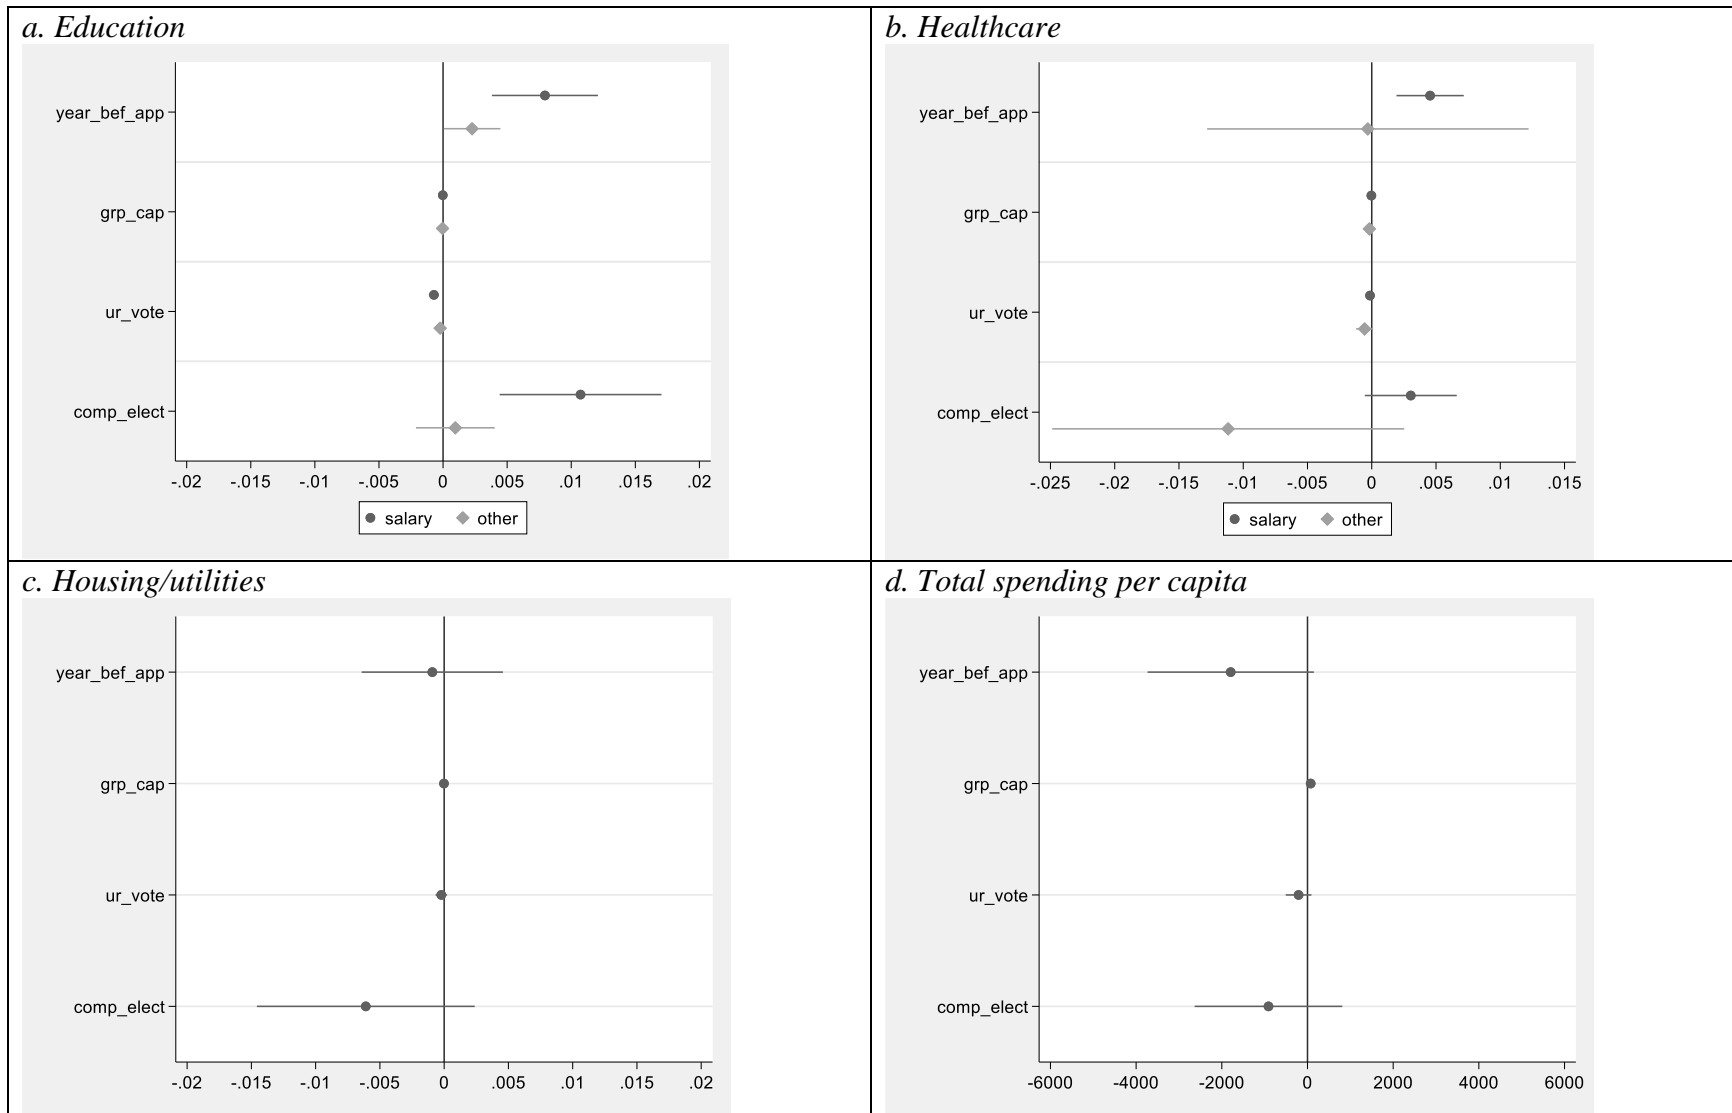 a. Education
year_bef_app
grp_cap
ur_vote
comp_elect
-.02 -.015 -.01 -.005 0 .005 .01 .015 .02
salary other
b. Healthcare
year_bef_app
grp_cap
ur_vote
comp_elect
-.025 -.02 -.015 -.01 -.005 0 .005 .01 .015
salary other
c. Housing/utilities
year_bef_app
grp_cap
ur_vote
comp_elect
-.02 -.015 -.01 -.005 0 .005 .01 .015 .02
d. Total spending per capita
year_bef_app
grp_cap
ur_vote
comp_elect
-6000 -4000 -2000 0 2000 4000 6000